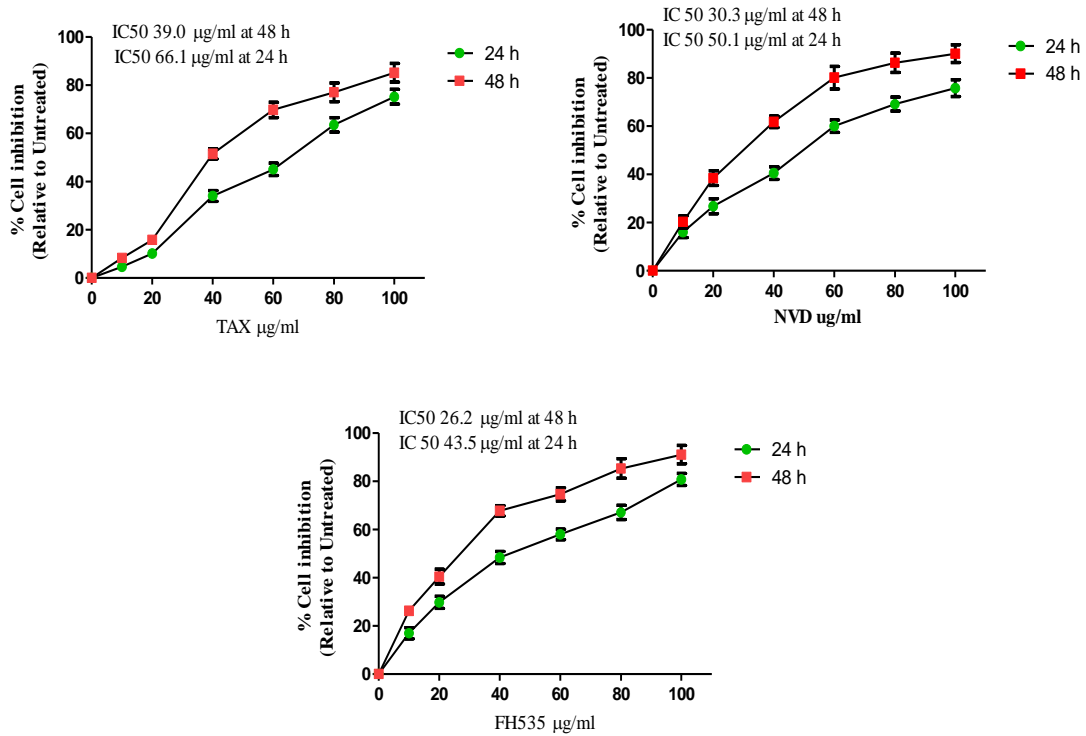 IC50 39.0 µg/ml at 48 h
IC50 66.1 µg/ml at 24 h
24 h
48 h
% Cell inhibition
(Relative to Untreated)
100
80
60
40
20
0
0 20 40 60 80 100
TAX µg/ml
IC 50 30.3 µg/ml at 48 h
IC 50 50.1 µg/ml at 24 h
24 h
48 h
% Cell inhibition
(Relative to Untreated)
100
80
60
40
20
0
0 20 40 60 80 100
NVD ug/ml
IC50 26.2 µg/ml at 48 h
IC 50 43.5 µg/ml at 24 h
24 h
48 h
% Cell inhibition
(Relative to Untreated)
100
80
60
40
20
0
0 20 40 60 80 100
FH535 µg/ml